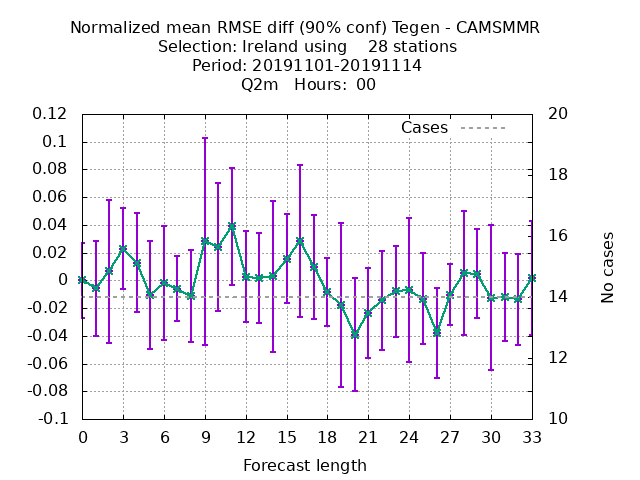 Normalized mean RMSE diff (90% conf) Tegen - CAMSMMR
Selection: Ireland using    28 stations
Period: 20191101-20191114
Q2m   Hours:  00
0.12
0.1
0.08
0.06
0.04
0.02
0
-0.02
-0.04
-0.06
-0.08
-0.1
Cases
20
18
16
14
12
10
No cases
0 3 6 9 12 15 18 21 24 27 30 33
Forecast length